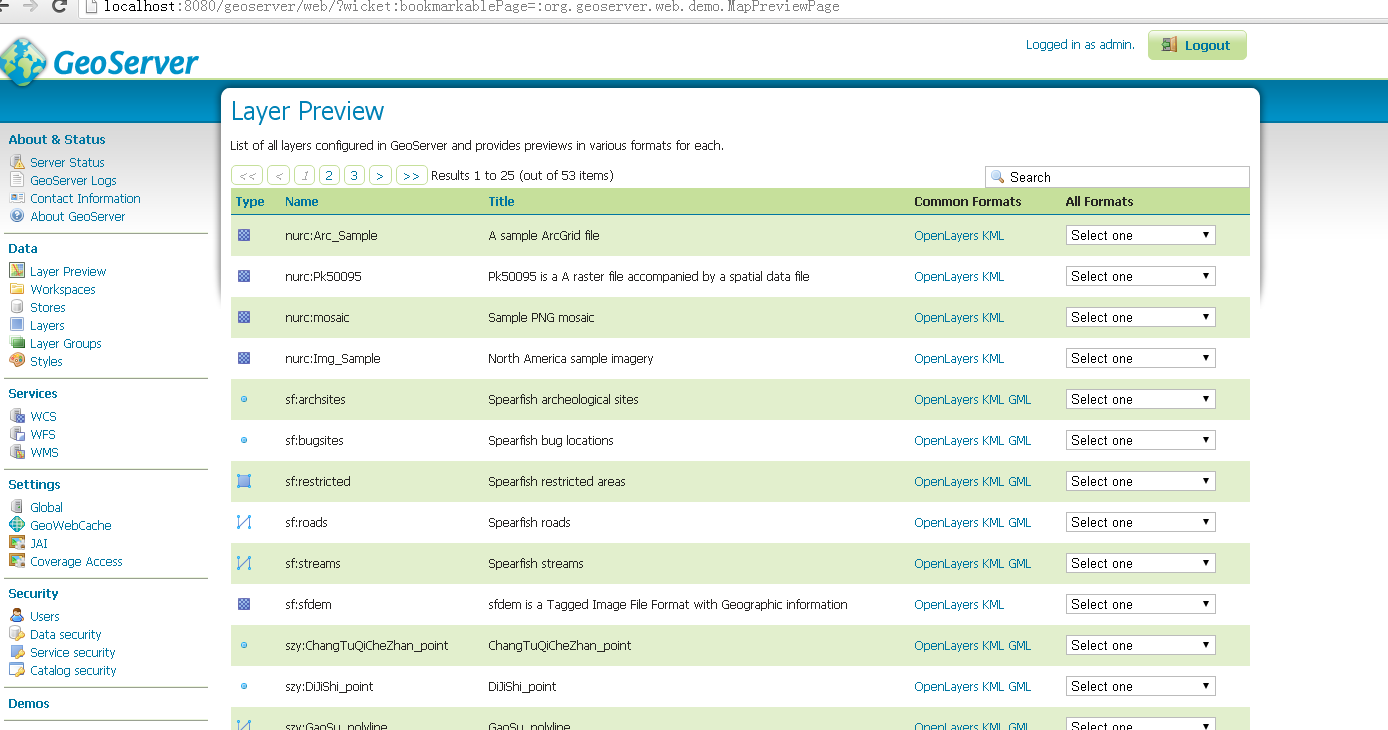 localhost:8080/geoserver/web/?wicket:bookmarkablePage=:org.geoserver.web.demo.MapPreviewPage
GeoServer
Logged in as admin.
Logout
About & Status
Server Status
GeoServer Logs
Contact Information
About GeoServer
Data
Layer Preview
Workspaces
Stores
Layers
Layer Groups
Styles
Services
WCS
WFS
WMS
Settings
Global
GeoWebCache
JAI
Coverage Access
Security
Users
Data security
Service security
Catalog security
Demos
Layer Preview
List of all layers configured in GeoServer and provides previews in various formats for each.
<< < 1 2 3 > >> Results 1 to 25 (out of 53 items) Search
Type Name Title Common Formats All Formats
nurc:Arc_Sample A sample ArcGrid file OpenLayers KML Select one
nurc:Pk50095 Pk50095 is a A raster file accompanied by a spatial data file OpenLayers KML Select one
nurc:mosaic Sample PNG mosaic OpenLayers KML Select one
nurc:Img_Sample North America sample imagery OpenLayers KML Select one
sf:archsites Spearfish archeological sites OpenLayers KML GML Select one
sf:bugsites Spearfish bug locations OpenLayers KML GML Select one
sf:restricted Spearfish restricted areas OpenLayers KML GML Select one
sf:roads Spearfish roads OpenLayers KML GML Select one
sf:streams Spearfish streams OpenLayers KML GML Select one
sf:sfdem sfdem is a Tagged Image File Format with Geographic information OpenLayers KML Select one
szy:ChangTuQiCheZhan_point ChangTuQiCheZhan_point OpenLayers KML GML Select one
szy:DiJiShi_point DiJiShi_point OpenLayers KML GML Select one
szy:GaoSu_polyline GaoSu_polyline OpenLayers KML GML Select one